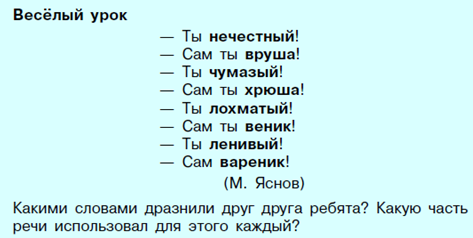 Весёлый урок
— Ты нечестный!
— Сам ты вруша!
— Ты чумазый!
— Сам ты хрюша!
— Ты лохматый!
— Сам ты веник!
— Ты ленивый!
— Сам вареник!
(М. Яснов)
Какими словами дразнили друг друга ребята? Какую часть
речи использовал для этого каждый?